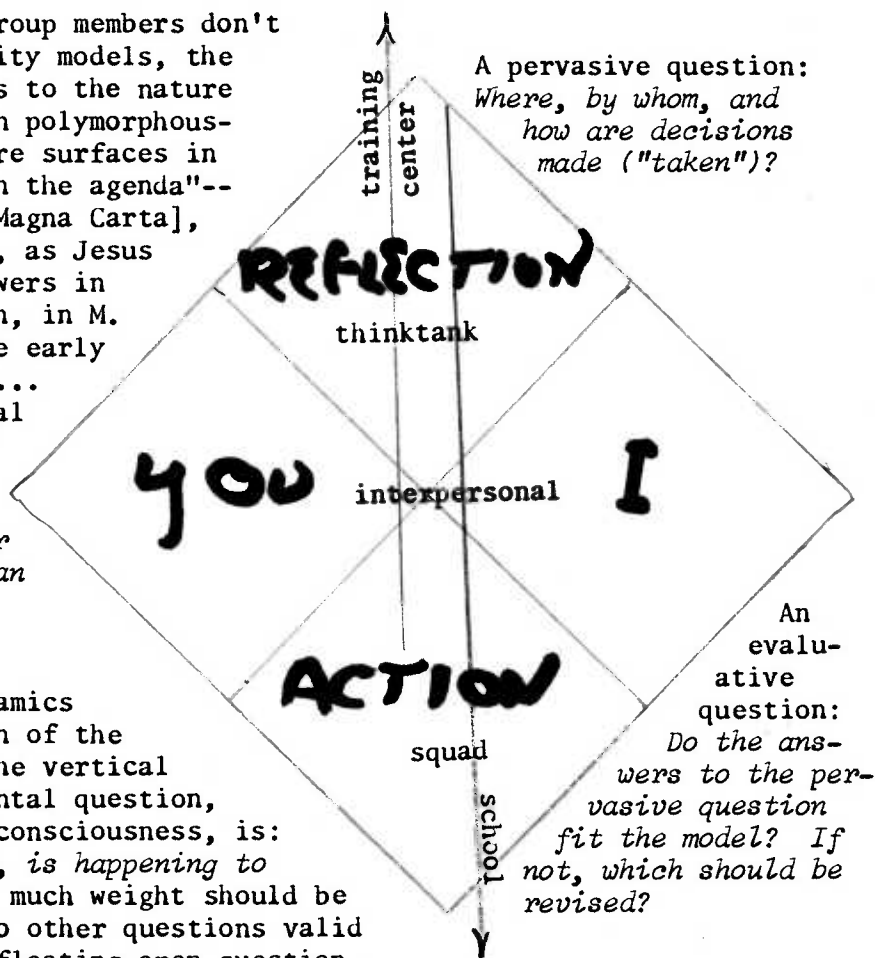 roup members don't
ity models, the
s to the nature
n polymorphous-
re surfaces in
n the agenda"--
Magna Carta],
, as Jesus
wers in
n, in M.
e early
...
al
r
an
amics
n of the
he vertical
ntal question,
consciousness, is:
, is happening to
much weight should be
o other questions valid
training
center
A pervasive question:
Where, by whom, and
how are decisions
made ("taken")?
REFLECTION
thinktank
YOU
interpersonal
I
ACTION
squad
school
An
evalu-
ative
question:
Do the ans-
wers to the per-
vasive question
fit the model? If
not, which should be
revised?